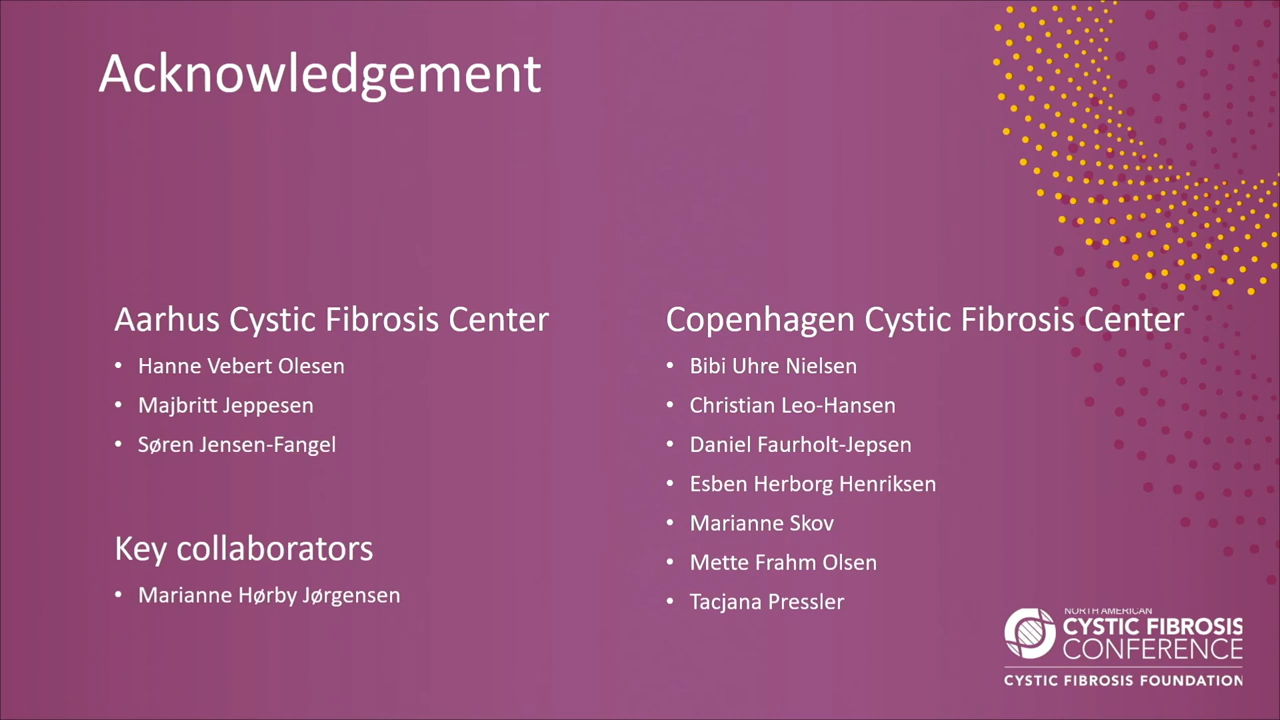 Acknowledgement
Aarhus Cystic Fibrosis Center
• Hanne Vebert Olesen
• Majbritt Jeppesen
• Søren Jensen-Fangel
Key collaborators
• Marianne Hørby Jørgensen
Copenhagen Cystic Fibrosis Center
• Bibi Uhre Nielsen
• Christian Leo-Hansen
• Daniel Faurholt-Jepsen
• Esben Herborg Henriksen
• Marianne Skov
• Mette Frahm Olsen
• Tacjana Pressler
NORTH AMERICAN
CYSTIC FIBROSIS
CONFERENCE
CYSTIC FIBROSIS FOUNDATION